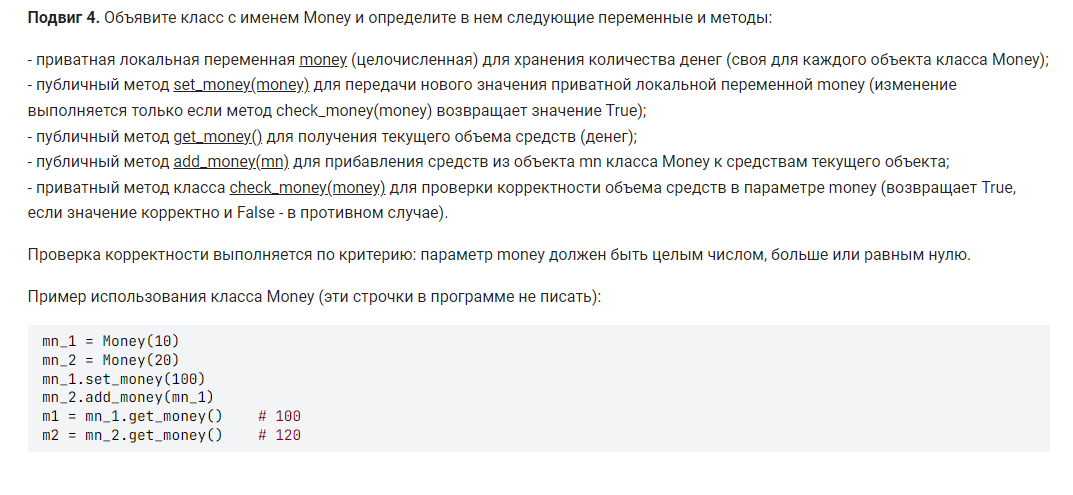 Подвиг 4. Объявите класс с именем Money и определите в нем следующие переменные и методы:
- приватная локальная переменная money (целочисленная) для хранения количества денег (своя для каждого объекта класса Money);
- публичный метод set_money(money) для передачи нового значения приватной локальной переменной money (изменение
выполняется только если метод check_money(money) возвращает значение True);
- публичный метод get_money() для получения текущего объема средств (денег);
- публичный метод add_money(mn) для прибавления средств из объекта mn класса Money к средствам текущего объекта;
- приватный метод класса check_money(money) для проверки корректности объема средств в параметре money (возвращает True,
если значение корректно и False - в противном случае).
Проверка корректности выполняется по критерию: параметр money должен быть целым числом, больше или равным нулю.
Пример использования класса Money (эти строчки в программе не писать):
mn_1 = Money(10)
mn_2 = Money(20)
mn_1.set_money(100)
mn_2.add_money(mn_1)
m1 = mn_1.get_money()    # 100
m2 = mn_2.get_money()    # 120